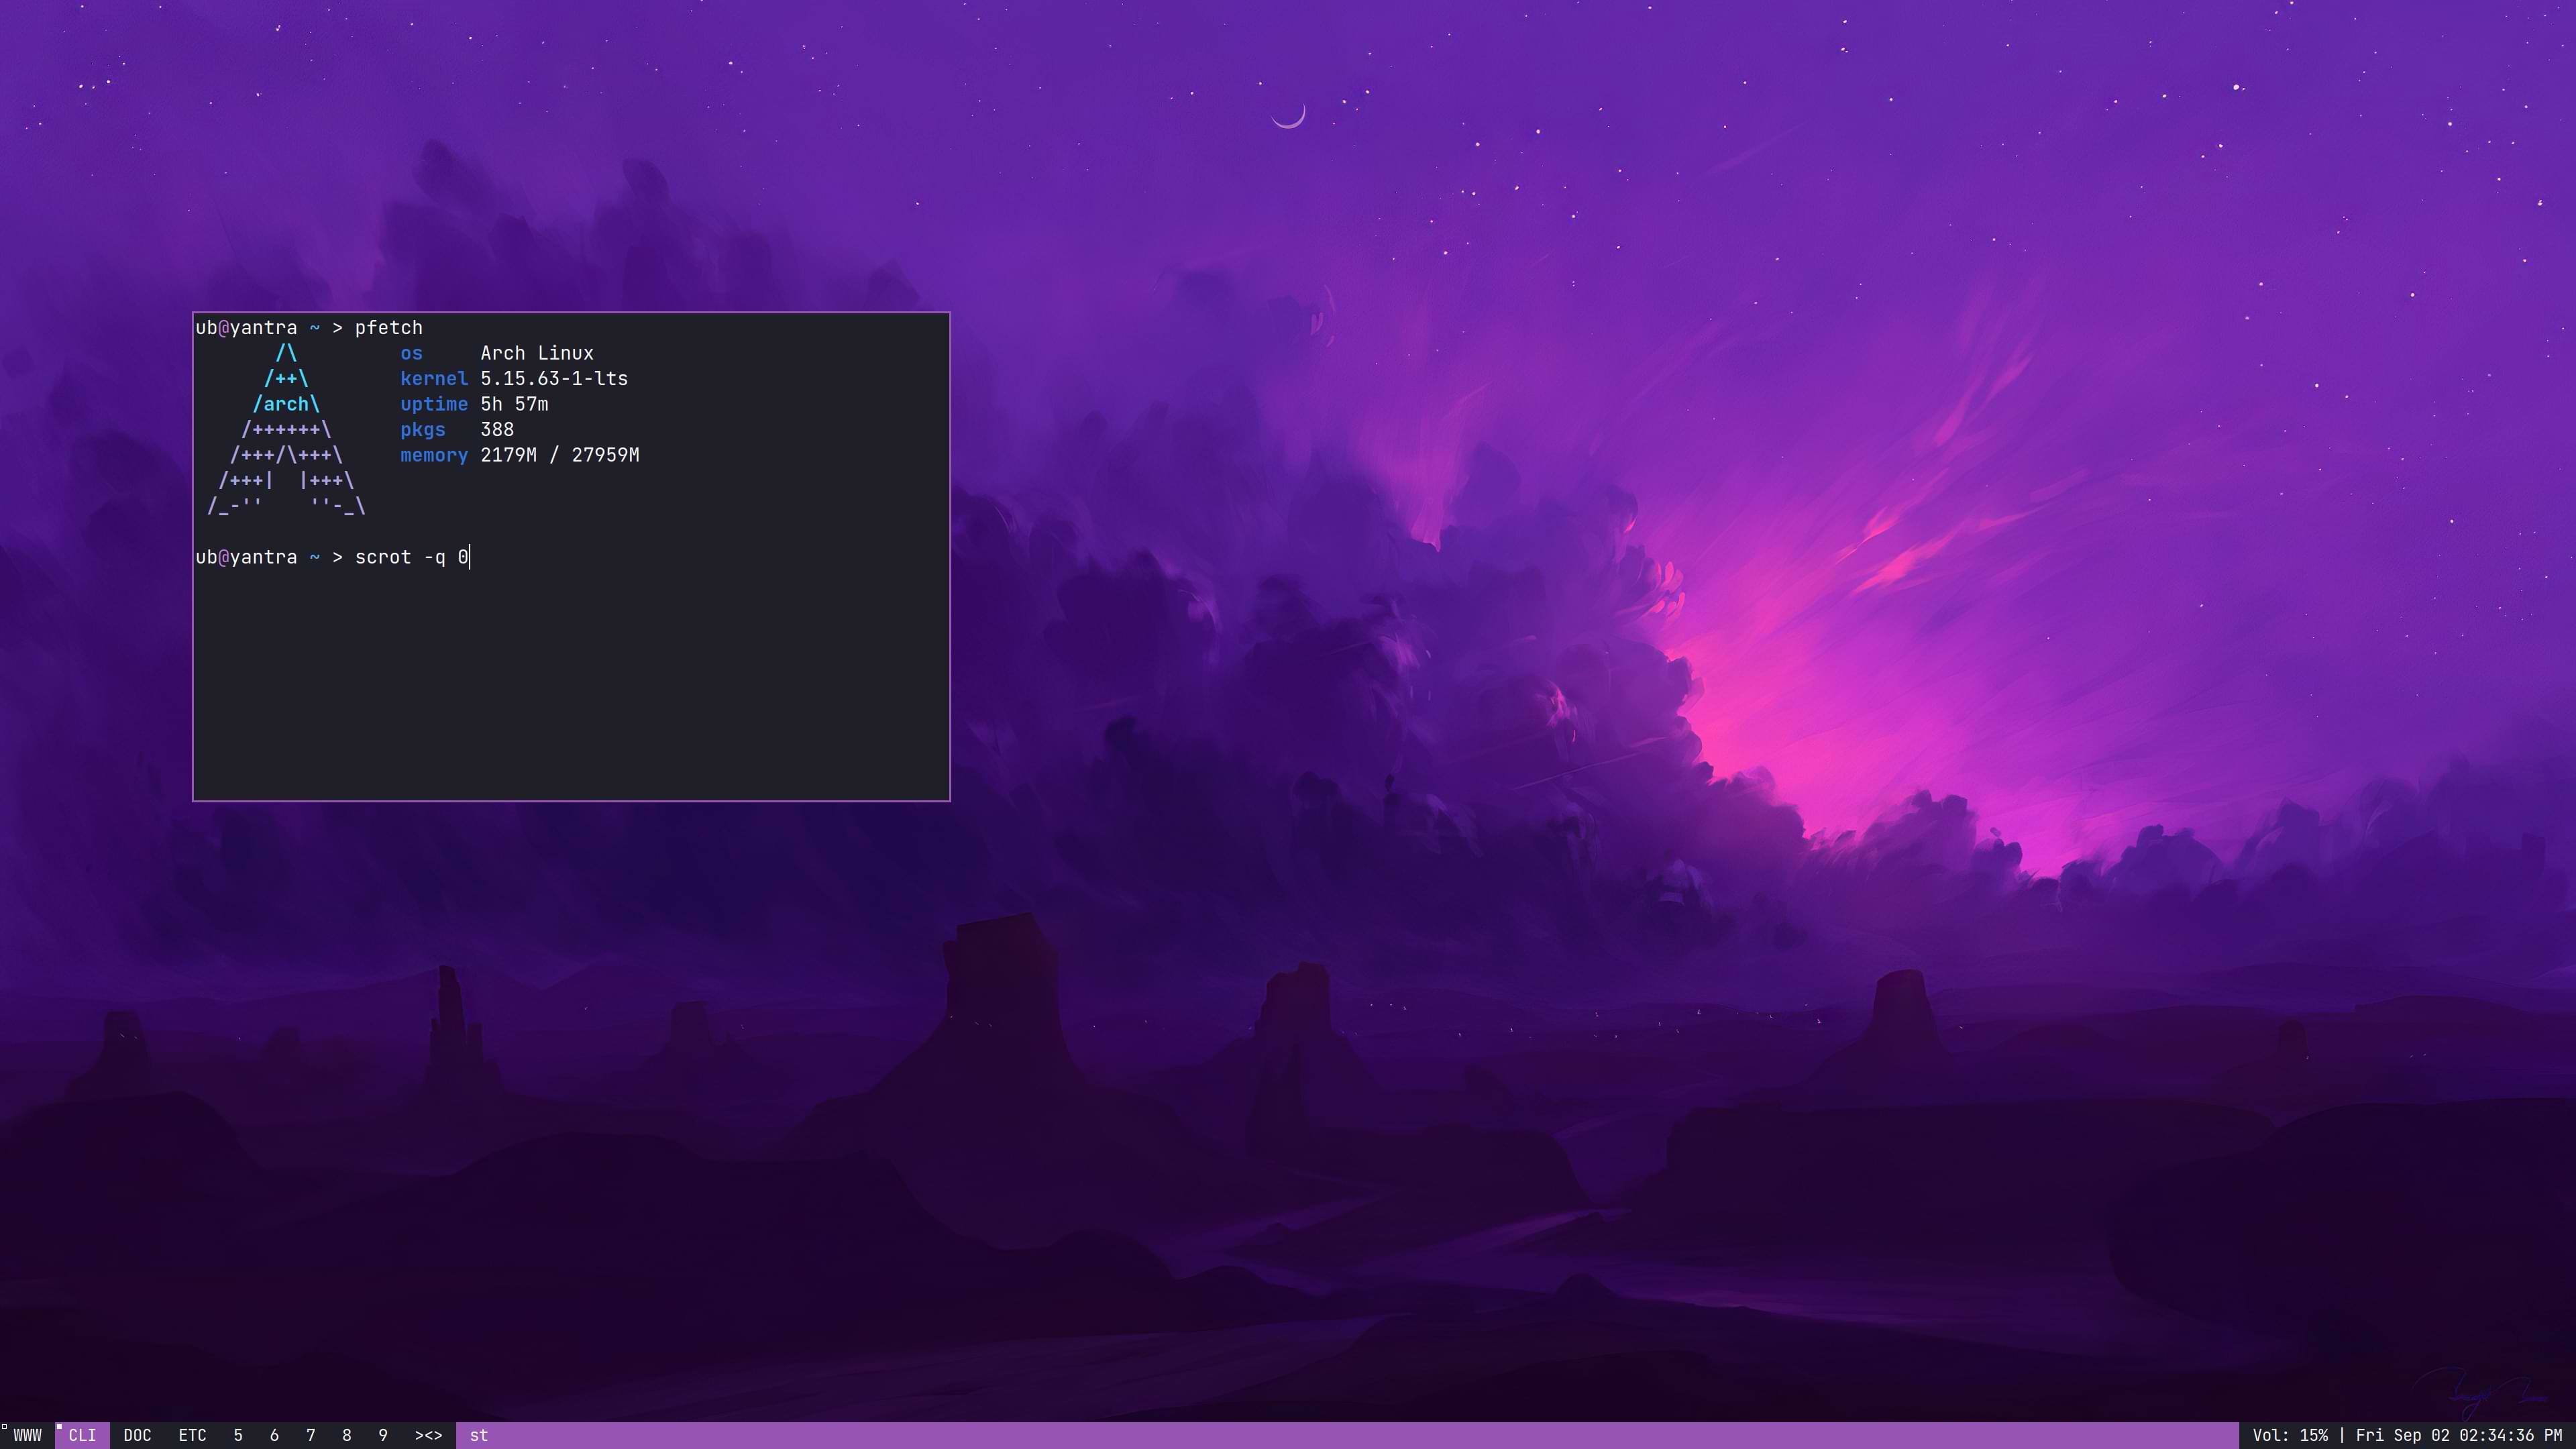 ub@yantra ~ > pfetch
/\ os Arch Linux
/++\ kernel 5.15.63-1-lts
/arch\ uptime 5h 57m
/++++++\ pkgs 388
/+++/\+++\ memory 2179M / 27959M
/+++|  |+++\
/_-''    ''-_\
ub@yantra ~ > scrot -q 0
WWW CLI DOC ETC 5 6 7 8 9 ><> st Vol: 15% | Fri Sep 02 02:34:36 PM